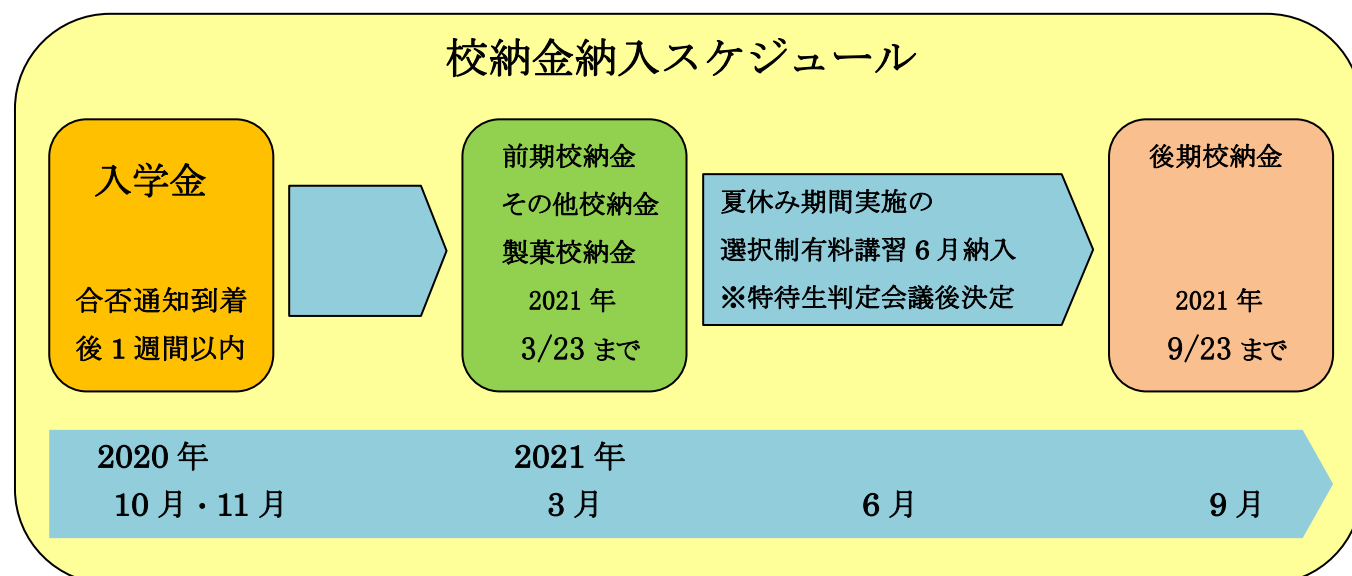 校納金納入スケジュール
入学金
合否通知到着
後 1 週間以内
前期校納金
その他校納金
製菓校納金
2021 年
3/23 まで
夏休み期間実施の
選択制有料講習 6 月納入
※特待生判定会議後決定
後期校納金
2021 年
9/23 まで
2020 年
10 月・11 月
2021 年
3 月
6 月
9 月